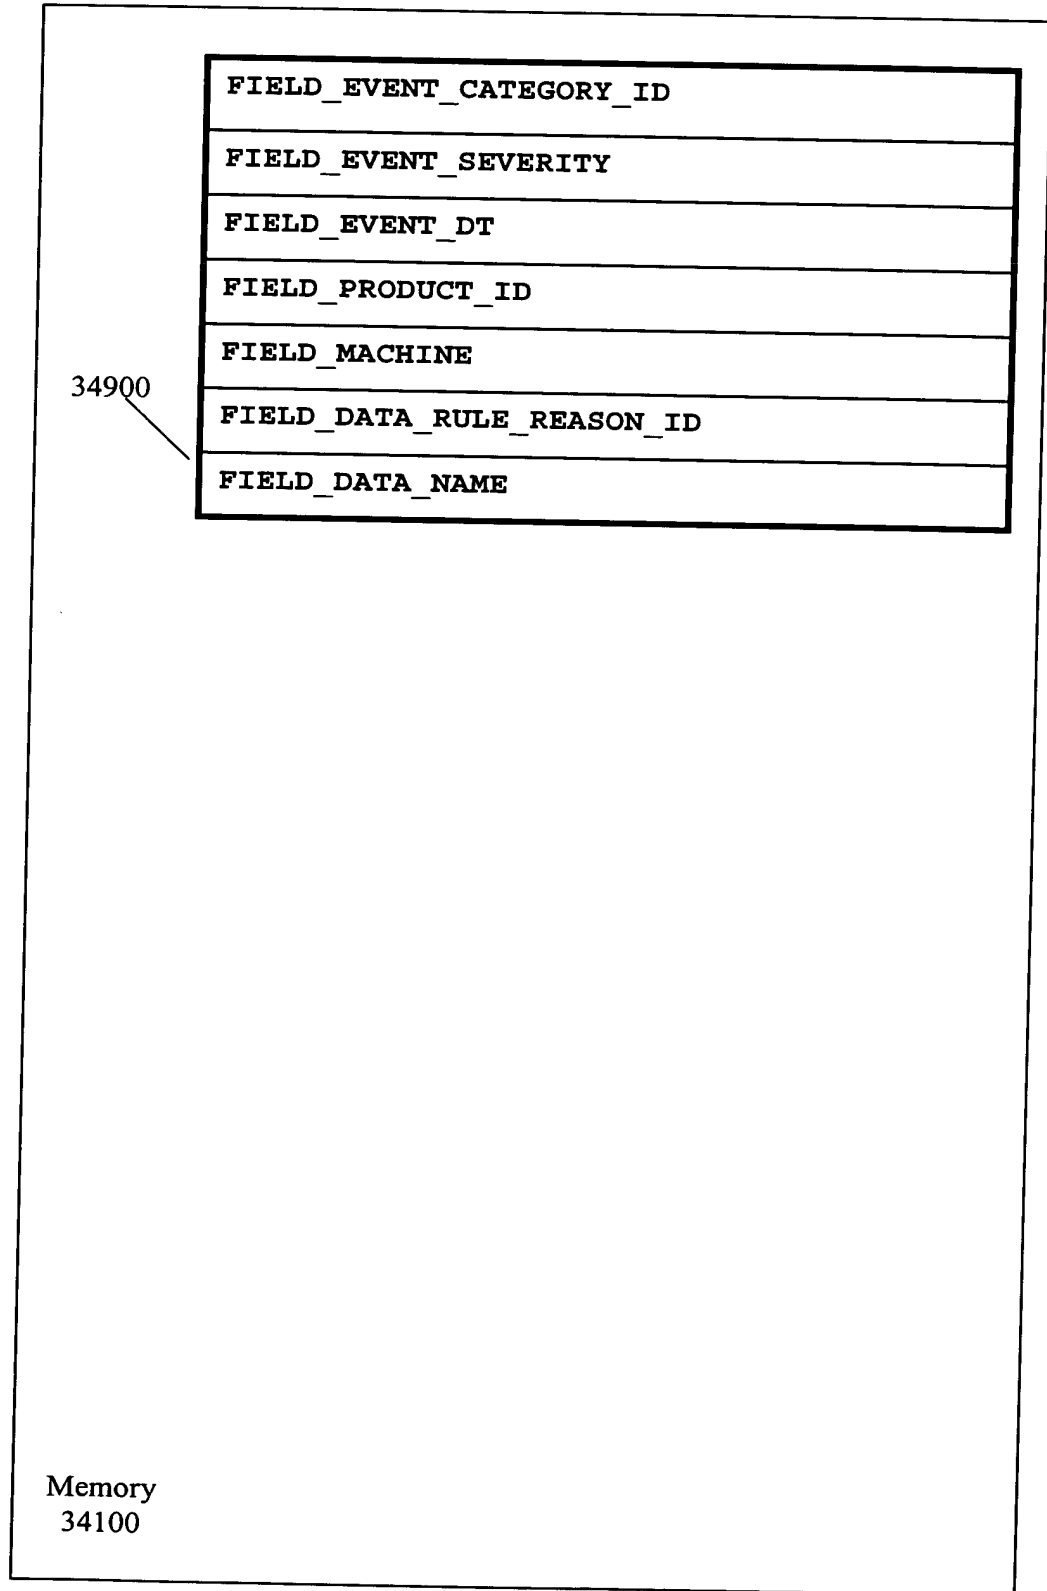 FIELD_EVENT_CATEGORY_ID
FIELD_EVENT_SEVERITY
FIELD_EVENT_DT
FIELD_PRODUCT_ID
FIELD_MACHINE
34900
FIELD_DATA_RULE_REASON_ID
FIELD_DATA_NAME
Memory
34100